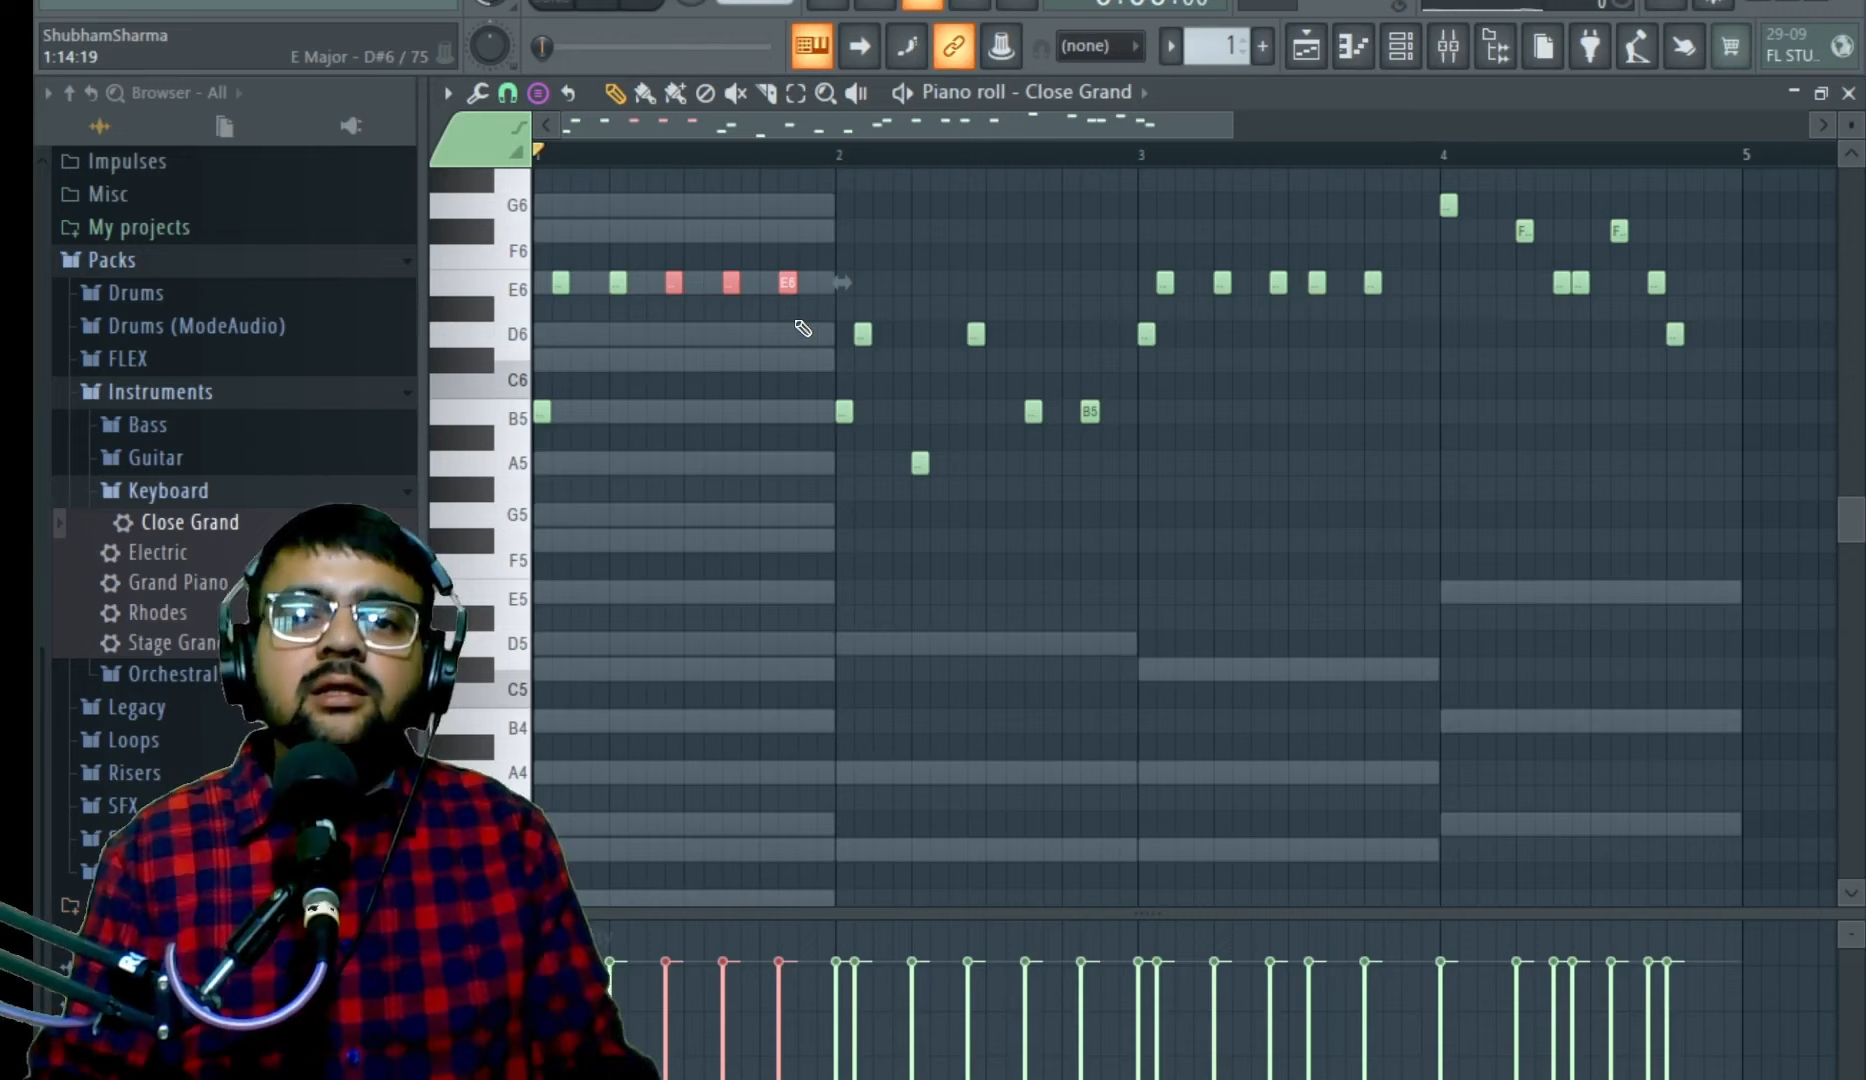 ShubhamSharma
1:14:19
E Major - D#6 / 75
(none)
1
29-09
FL STU..
Browser - All
Piano roll - Close Grand
2
3
4
5
Impulses
Misc
My projects
Packs
Drums
Drums (ModeAudio)
FLEX
Instruments
Bass
Guitar
Keyboard
Close Grand
Electric
Grand Piano
Rhodes
Stage Gran
Orchestral
Legacy
Loops
Risers
SFX
G6
F6
E6
D6
C6
B5
A5
G5
F5
E5
D5
C5
B4
A4
F..
F..
E6
B5